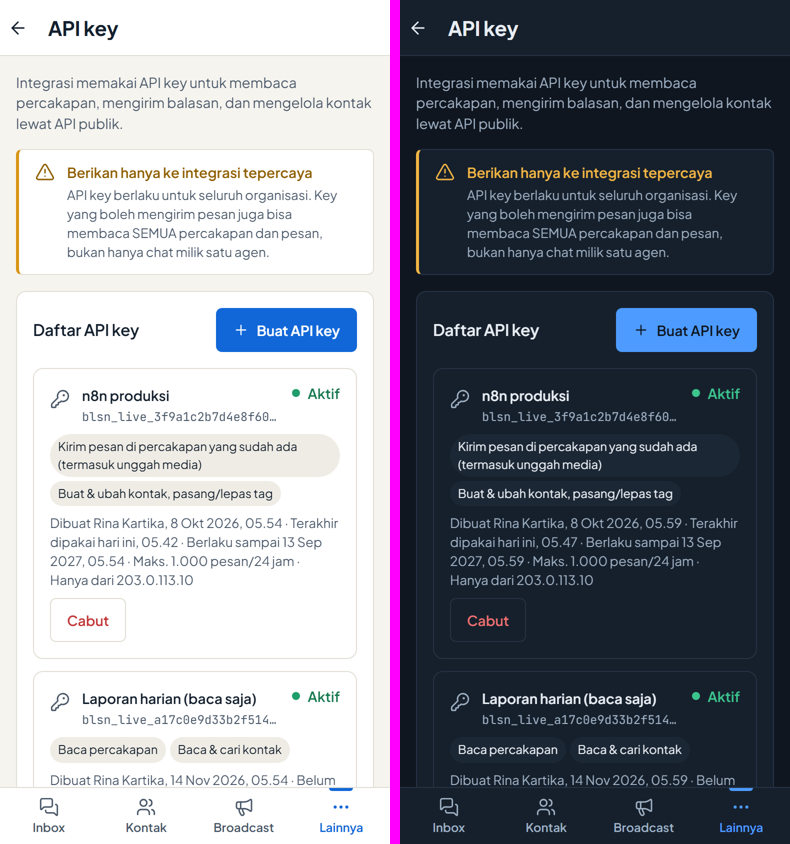 API key
Integrasi memakai API key untuk membaca
percakapan, mengirim balasan, dan mengelola kontak
lewat API publik.
Berikan hanya ke integrasi tepercaya
API key berlaku untuk seluruh organisasi. Key
yang boleh mengirim pesan juga bisa
membaca SEMUA percakapan dan pesan,
bukan hanya chat milik satu agen.
Daftar API key
+ Buat API key
n8n produksi
Aktif
blsn_live_3f9a1c2b7d4e8f60…
Kirim pesan di percakapan yang sudah ada
(termasuk unggah media)
Buat & ubah kontak, pasang/lepas tag
Dibuat Rina Kartika, 8 Okt 2026, 05.54 · Terakhir
dipakai hari ini, 05.42 · Berlaku sampai 13 Sep
2027, 05.54 · Maks. 1.000 pesan/24 jam ·
Hanya dari 203.0.113.10
Cabut
Laporan harian (baca saja)
Aktif
blsn_live_a17c0e9d33b2f514…
Baca percakapan
Baca & cari kontak
Dibuat Rina Kartika, 14 Nov 2026, 05.54 · Belum
Inbox
Kontak
Broadcast
Lainnya
API key
Integrasi memakai API key untuk membaca
percakapan, mengirim balasan, dan mengelola kontak
lewat API publik.
Berikan hanya ke integrasi tepercaya
API key berlaku untuk seluruh organisasi. Key
yang boleh mengirim pesan juga bisa
membaca SEMUA percakapan dan pesan,
bukan hanya chat milik satu agen.
Daftar API key
+ Buat API key
n8n produksi
Aktif
blsn_live_3f9a1c2b7d4e8f60…
Kirim pesan di percakapan yang sudah ada
(termasuk unggah media)
Buat & ubah kontak, pasang/lepas tag
Dibuat Rina Kartika, 8 Okt 2026, 05.59 · Terakhir
dipakai hari ini, 05.47 · Berlaku sampai 13 Sep
2027, 05.59 · Maks. 1.000 pesan/24 jam ·
Hanya dari 203.0.113.10
Cabut
Laporan harian (baca saja)
Aktif
blsn_live_a17c0e9d33b2f514…
Baca percakapan
Baca & cari kontak
Dibuat Rina Kartika, 14 Nov 2026, 05.59 · Belum
Inbox
Kontak
Broadcast
Lainnya